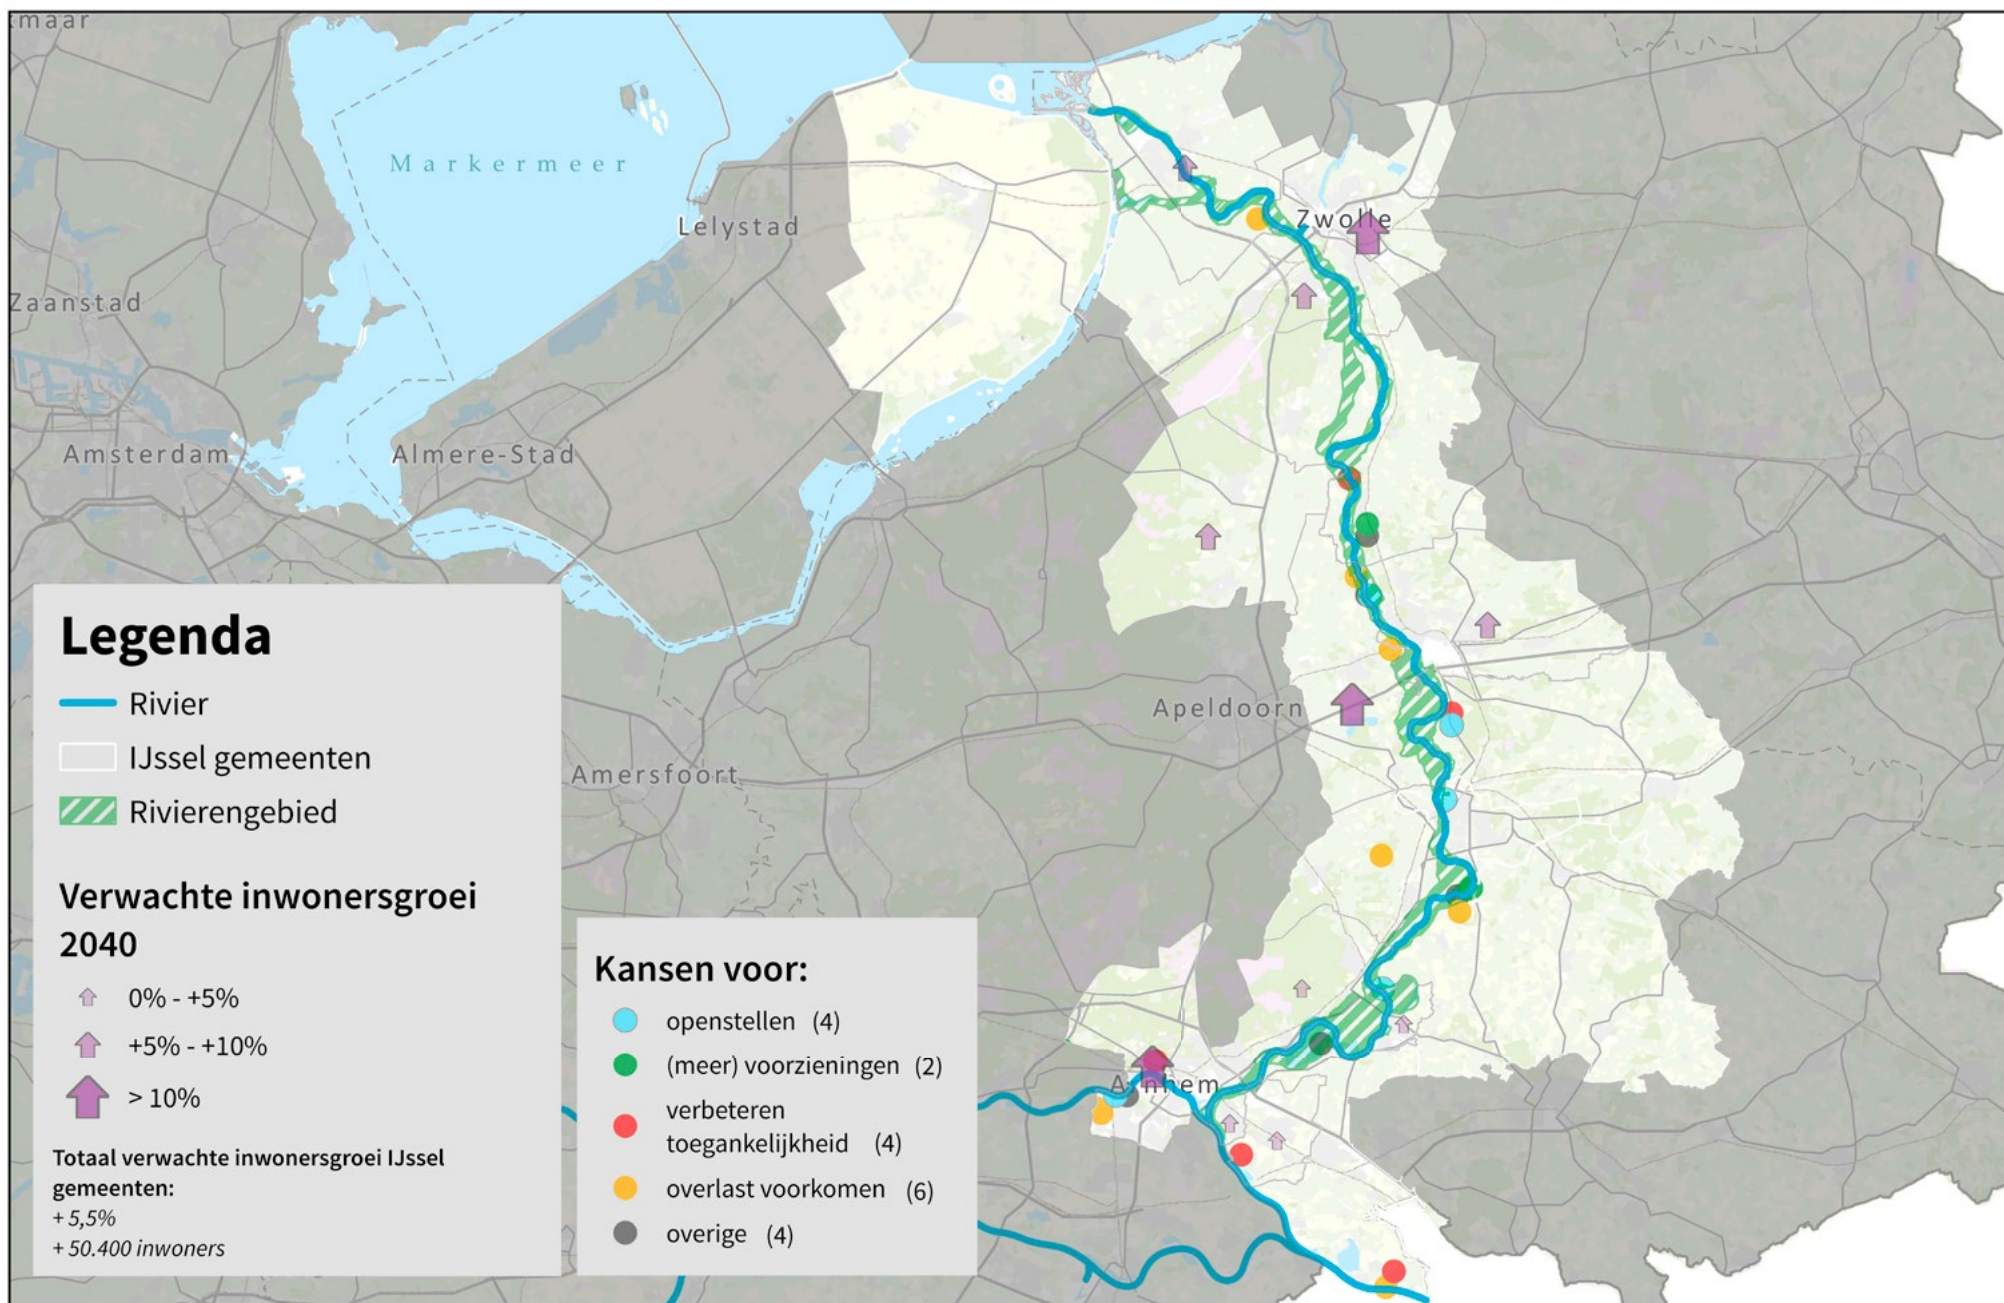 kmaar
Markermeer
Lelystad
Zwolle
Zaanstad
Amsterdam
Almere-Stad
Apeldoorn
Amersfoort
Arnhem
Legenda
Rivier
IJssel gemeenten
Rivierengebied
Verwachte inwonersgroei
2040
0% - +5%
+5% - +10%
> 10%
Totaal verwachte inwonersgroei IJssel
gemeenten:
+ 5,5%
+ 50.400 inwoners
Kansen voor:
openstellen (4)
(meer) voorzieningen (2)
verbeteren
toegankelijkheid (4)
overlast voorkomen (6)
overige (4)